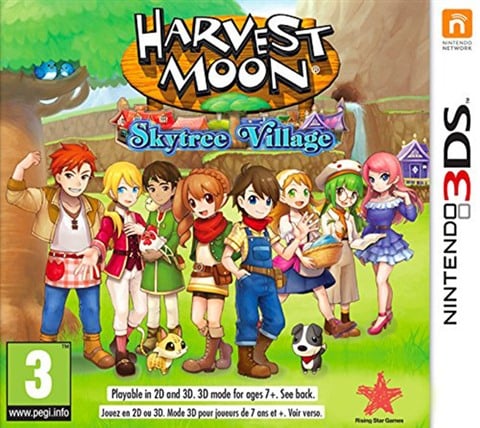 HARVEST
MOON®
Skytree Village
NINTENDO
NETWORK
NINTENDO 3DS™
3
™
www.pegi.info
Playable in 2D and 3D. 3D mode for ages 7+. See back.
Jouez en 2D ou 3D. Mode 3D pour joueurs de 7 ans et +. Voir verso.
Rising Star Games